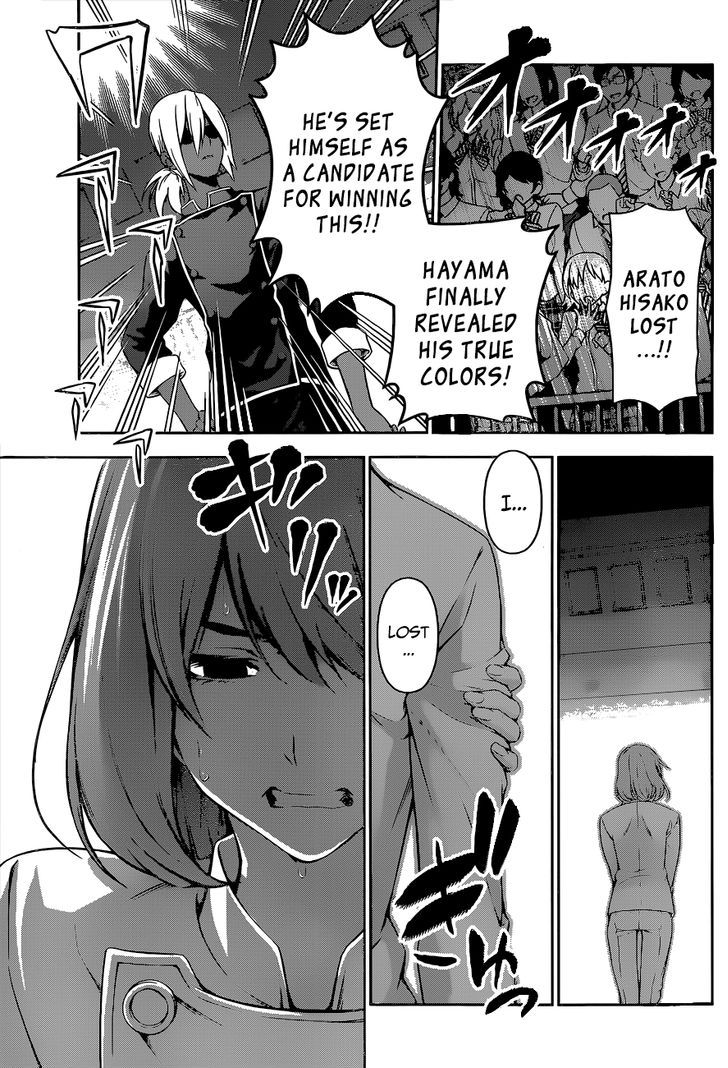 オオオオオ
ARATO
HISAKO
LOST
...!!
HE'S SET
HIMSELF AS
A CANDIDATE
FOR WINNING
THIS!!
HAYAMA
FINALLY
REVEALED
HIS TRUE
COLORS!
I...
LOST
...
ぎゅっ
ギリッ